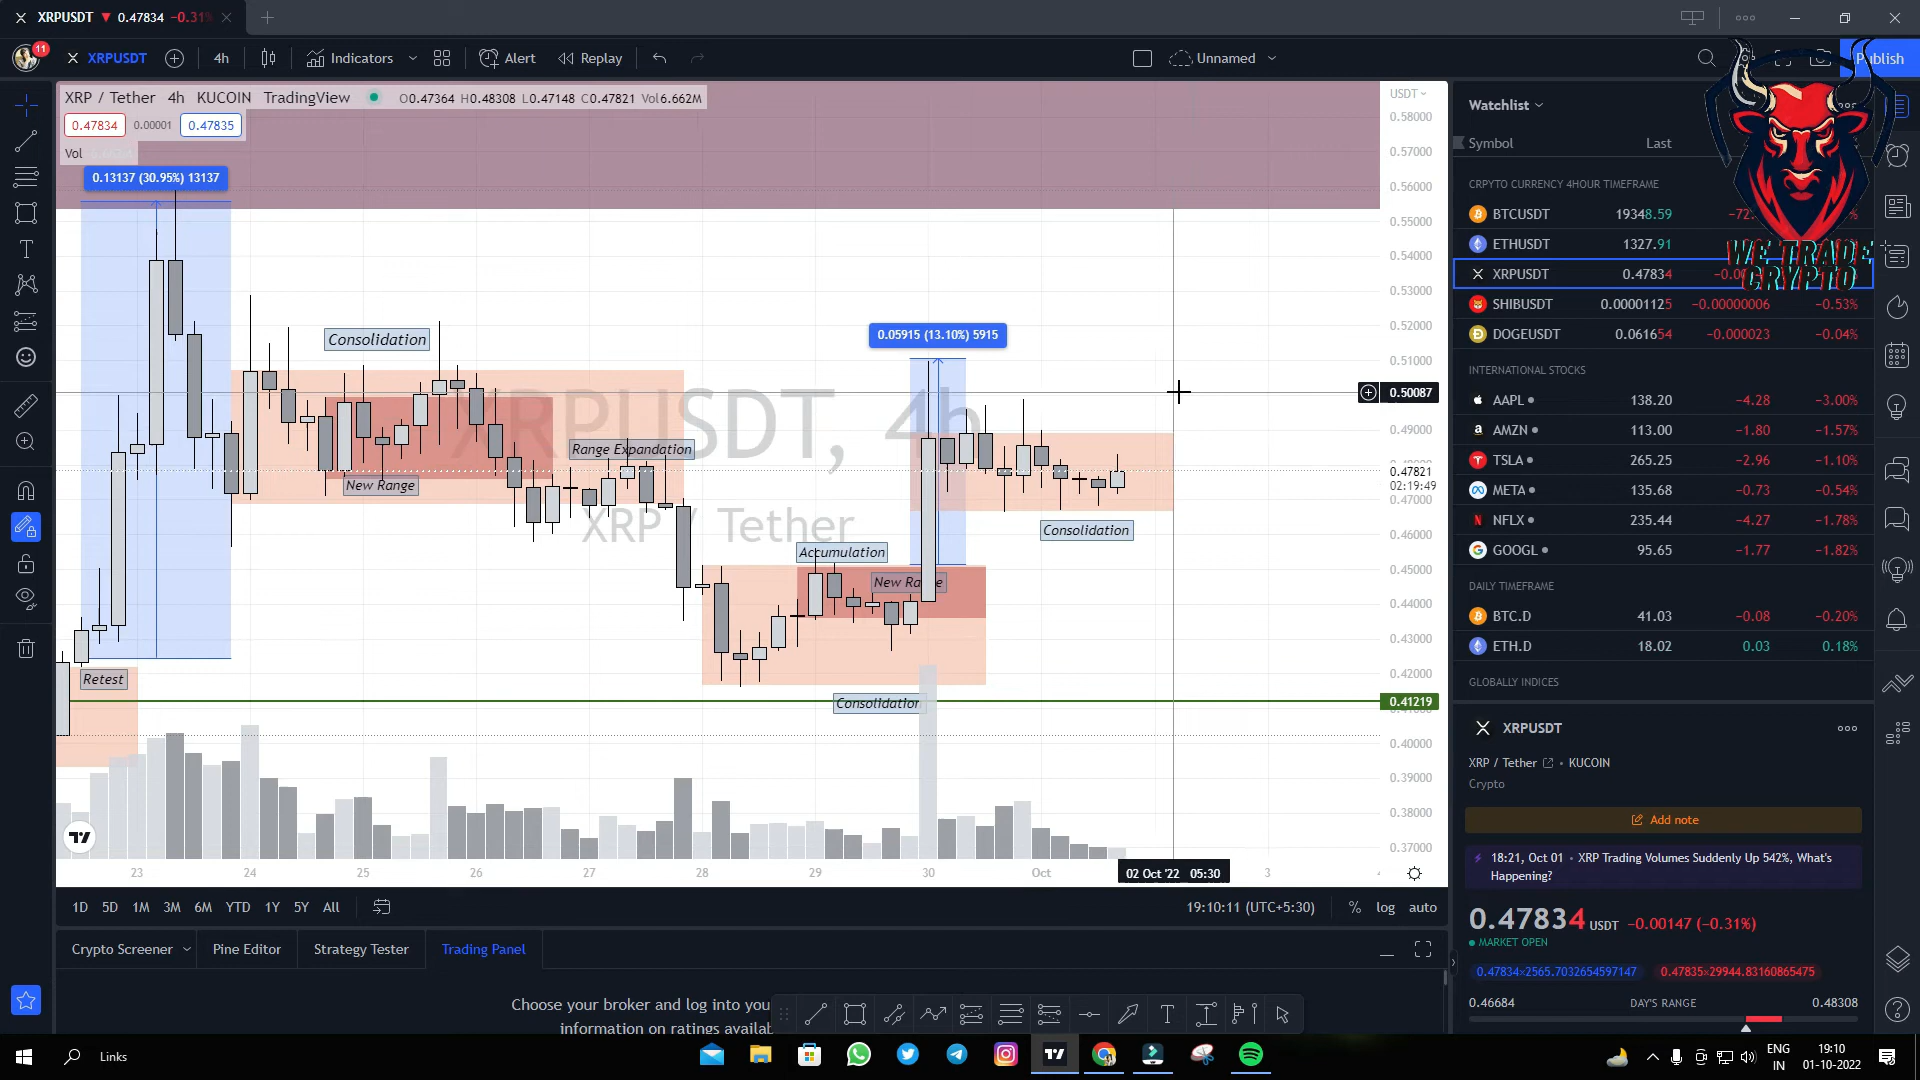 XRPUSDT ▼ 0.47834 -0.31%
11
XRPUSDT 4h Indicators Alert Replay Unnamed Publish
XRP / Tether 4h KUCOIN TradingView O0.47364 H0.48308 L0.47148 C0.47821 Vol6.662M
0.47834 0.00001 0.47835
Vol
0.13137 (30.95%) 13137
Consolidation
New Range
Range Expandation
XRPUSDT, 4h
XRP / Tether
0.05915 (13.10%) 5915
Accumulation
New Range
Consolidation
Consolidation
Retest
USDT
0.58000
0.57000
0.56000
0.55000
0.54000
0.53000
0.52000
0.51000
0.50087
0.49000
0.47821
02:19:49
0.47000
0.46000
0.45000
0.44000
0.43000
0.42000
0.41219
0.40000
0.39000
0.38000
0.37000
23 24 25 26 27 28 29 30 Oct 02 Oct '22 05:30 3
1D 5D 1M 3M 6M YTD 1Y 5Y All 19:10:11 (UTC+5:30) % log auto
Crypto Screener Pine Editor Strategy Tester Trading Panel
Choose your broker and log into you
information on ratings availab
Watchlist
Symbol Last
CRPYTO CURRENCY 4HOUR TIMEFRAME
BTCUSDT 19348.59 -72.
ETHUSDT 1327.91
XRPUSDT 0.47834 -0.00
SHIBUSDT 0.00001125 -0.00000006 -0.53%
DOGEUSDT 0.061654 -0.000023 -0.04%
WE TRADE
CRYPTO
INTERNATIONAL STOCKS
AAPL 138.20 -4.28 -3.00%
AMZN 113.00 -1.80 -1.57%
TSLA 265.25 -2.96 -1.10%
META 135.68 -0.73 -0.54%
NFLX 235.44 -4.27 -1.78%
GOOGL 95.65 -1.77 -1.82%
DAILY TIMEFRAME
BTC.D 41.03 -0.08 -0.20%
ETH.D 18.02 0.03 0.18%
GLOBALLY INDICES
XRPUSDT
XRP / Tether • KUCOIN
Crypto
Add note
18:21, Oct 01 • XRP Trading Volumes Suddenly Up 542%, What's
Happening?
0.47834 USDT -0.00147 (-0.31%)
MARKET OPEN
0.47834×2565.7032654597147 0.47835×29944.83160865475
0.46684 DAY'S RANGE 0.48308
Links
ENG
IN
19:10
01-10-2022